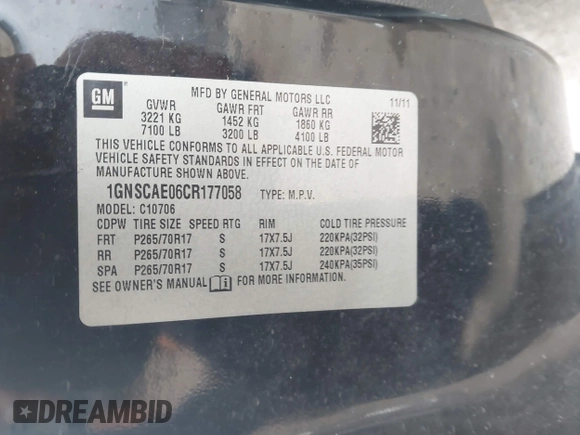 GM
MFD BY GENERAL MOTORS LLC 11/11
GVWR GAWR FRT GAWR RR
3221 KG 1452 KG 1860 KG
7100 LB 3200 LB 4100 LB
THIS VEHICLE CONFORMS TO ALL APPLICABLE U.S. FEDERAL MOTOR
VEHICLE SAFETY STANDARDS IN EFFECT ON THE DATE OF
MANUFACTURE SHOWN ABOVE.
1GNSCAE06CR177058 TYPE: M.P.V.
MODEL: C10706
CDPW TIRE SIZE SPEED RTG RIM COLD TIRE PRESSURE
FRT P265/70R17 S 17X7.5J 220KPA(32PSI)
RR P265/70R17 S 17X7.5J 220KPA(32PSI)
SPA P265/70R17 S 17X7.5J 240KPA(35PSI)
SEE OWNER'S MANUAL FOR MORE INFORMATION.
DREAMBID